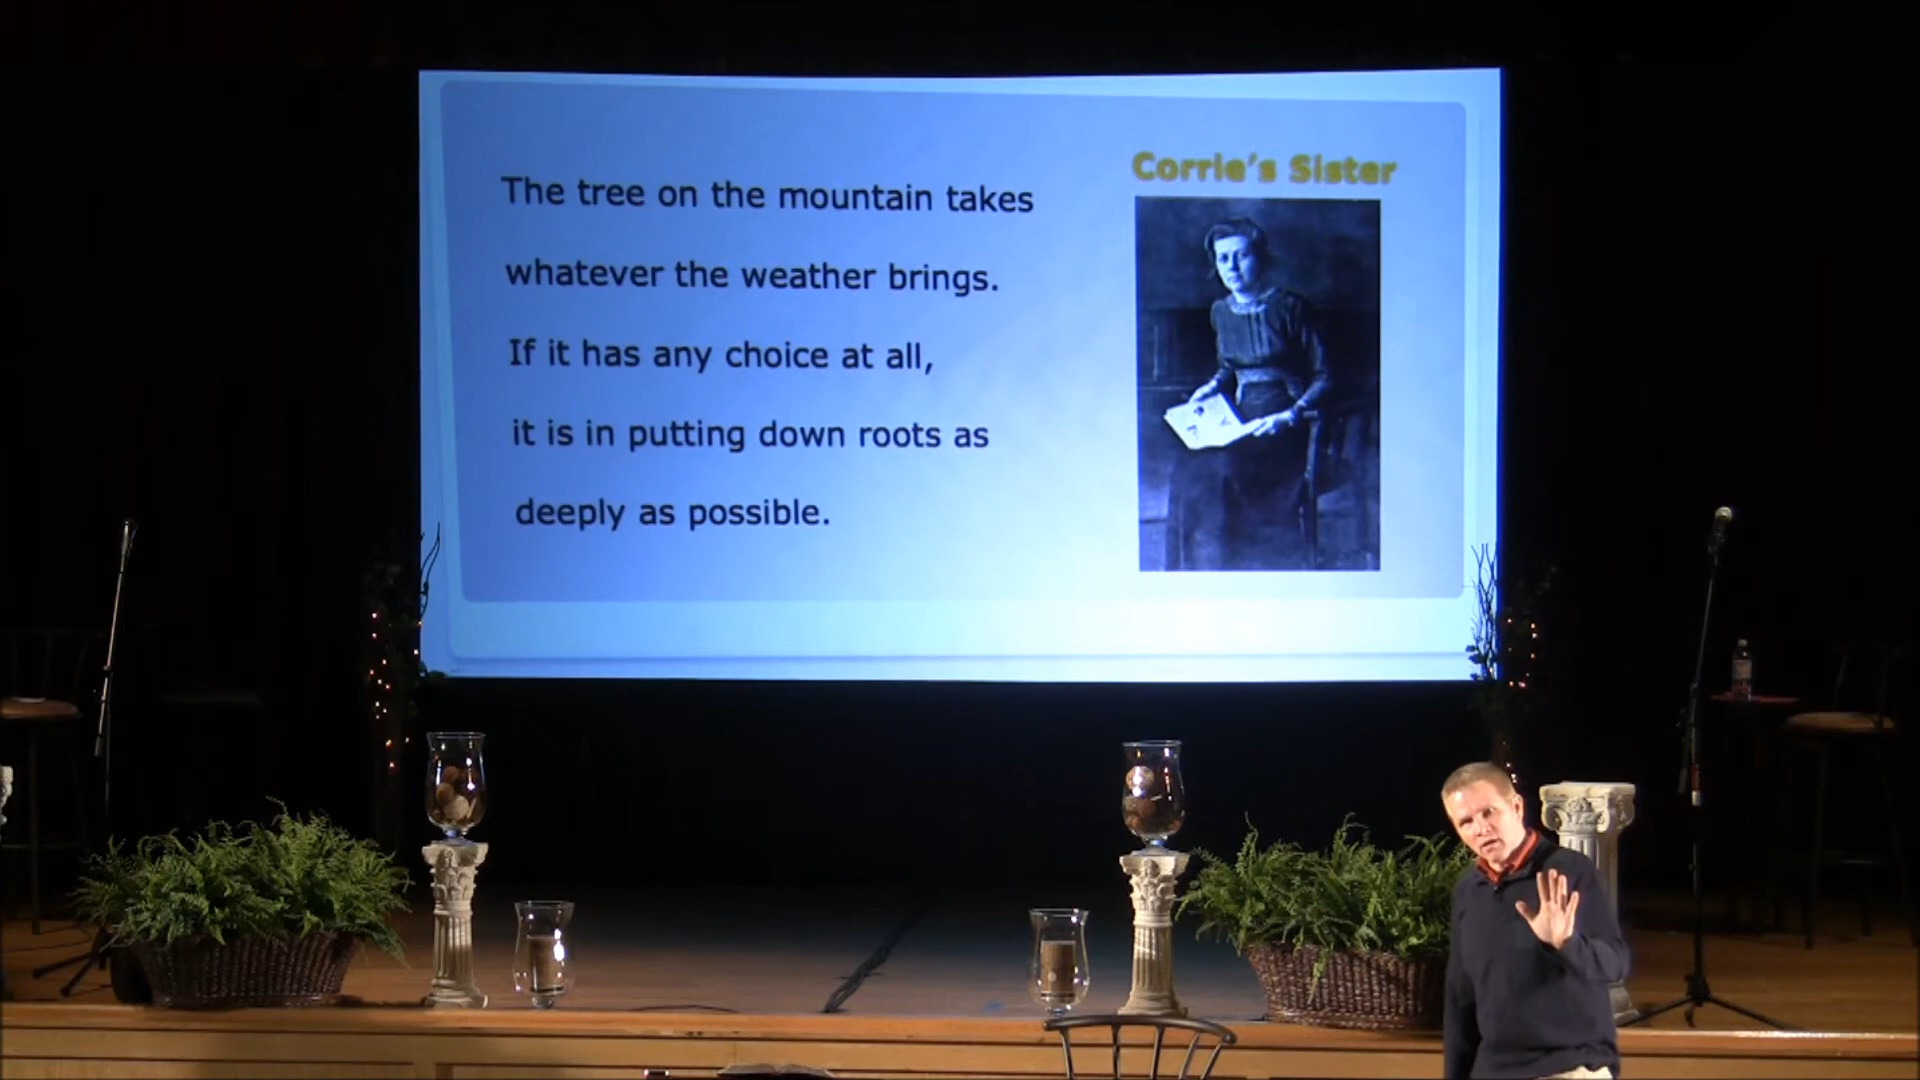 Corrie's Sister
The tree on the mountain takes
whatever the weather brings.
If it has any choice at all,
it is in putting down roots as
deeply as possible.